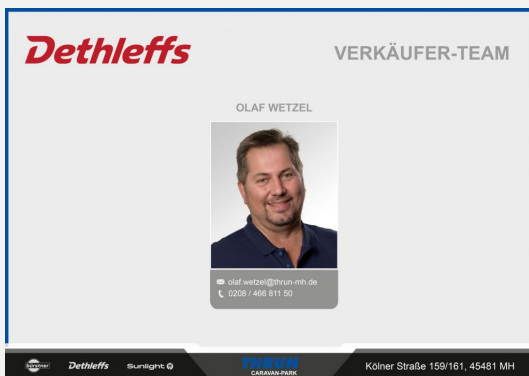 Dethleffs
VERKÄUFER-TEAM
OLAF WETZEL
olaf.wetzel@thrun-mh.de
0208 / 466 811 50
bürstner
Dethleffs
Sunlight
THRUN
CARAVAN-PARK
Kölner Straße 159/161, 45481 MH